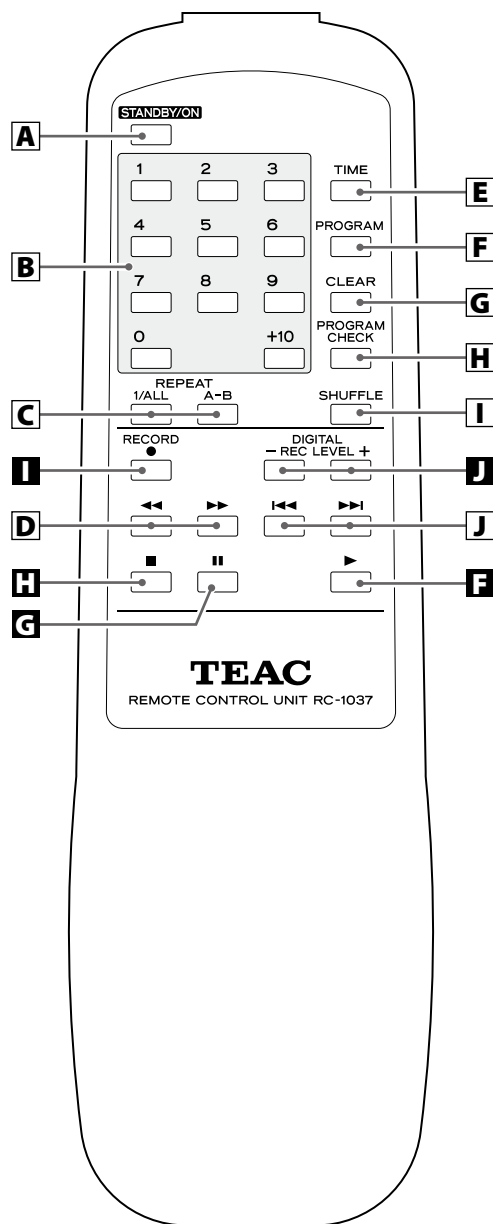 STANDBY/ON
A
1 2 3 TIME
E
4 5 6 PROGRAM
F
B
7 8 9 CLEAR
G
0 +10 PROGRAM
CHECK
H
REPEAT
1/ALL A-B SHUFFLE
C
I
RECORD DIGITAL
● − REC LEVEL +
I
J
◀◀ ▶▶ I◀◀ ▶▶I
D
J
■ II ▶
H
F
G
TEAC
REMOTE CONTROL UNIT RC-1037